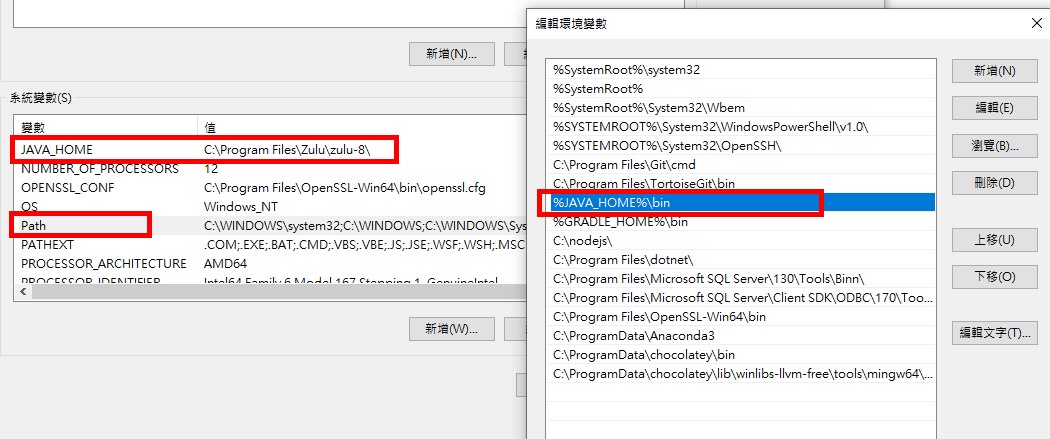 新增(N)...
系統變數(S)
變數 值
JAVA_HOME C:\Program Files\Zulu\zulu-8\
NUMBER_OF_PROCESSORS 12
OPENSSL_CONF C:\Program Files\OpenSSL-Win64\bin\openssl.cfg
OS Windows_NT
Path C:\WINDOWS\system32;C:\WINDOWS;C:\WINDOWS\Sys
PATHEXT .COM;.EXE;.BAT;.CMD;.VBS;.VBE;.JS;.JSE;.WSF;.WSH;.MSC
PROCESSOR_ARCHITECTURE AMD64
PROCESSOR_IDENTIFIER Intel64 Family 6 Model 167 Stepping 1, GenuineIntel
新增(W)...
編輯環境變數
%SystemRoot%\system32
%SystemRoot%
%SystemRoot%\System32\Wbem
%SYSTEMROOT%\System32\WindowsPowerShell\v1.0\
%SYSTEMROOT%\System32\OpenSSH\
C:\Program Files\Git\cmd
C:\Program Files\TortoiseGit\bin
%JAVA_HOME%\bin
%GRADLE_HOME%\bin
C:\nodejs\
C:\Program Files\dotnet\
C:\Program Files\Microsoft SQL Server\130\Tools\Binn\
C:\Program Files\Microsoft SQL Server\Client SDK\ODBC\170\Too...
C:\Program Files\OpenSSL-Win64\bin
C:\ProgramData\Anaconda3
C:\ProgramData\chocolatey\bin
C:\ProgramData\chocolatey\lib\winlibs-llvm-free\tools\mingw64\...
新增(N)
編輯(E)
瀏覽(B)...
刪除(D)
上移(U)
下移(O)
編輯文字(T)...